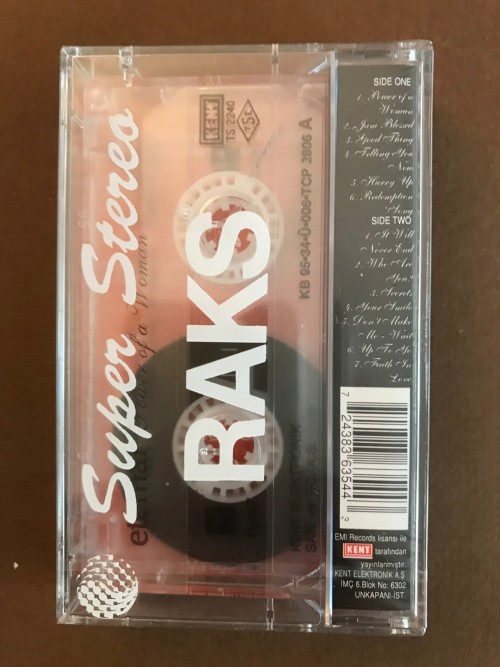 Super Stereo
RAKS
eternal
Power of a Woman
KENT
TS 2240
TSE
KB 95•34•Ü-006•TCP 2806 A
SIDE ONE
1. Power of a
Woman
2. I am Blessed
3. Good Thing
4. Telling You
Now
5. Hurry Up
6. Redemption
Song
SIDE TWO
1. It Will
Never End
2. Who Are
You?
3. Secrets
4. Your Smile
5. Don't Make
Me - Wait
6. Up To Yo
7. Faith In
Love
7 24383 63544 2
EMI Records lisansı ile
KENT tarafından
yayınlanmıştır.
KENT ELEKTRONİK A.Ş.
İMÇ 6.Blok No: 6302
UNKAPANI-İST.